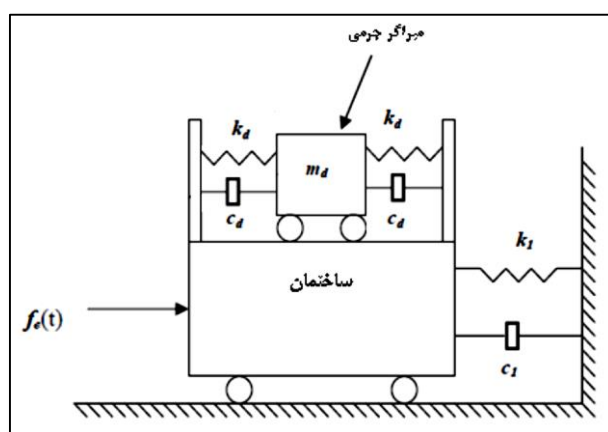 میراگر جرمی
k_d
k_d
m_d
c_d
c_d
k_1
ساختمان
f_e(t)
c_1